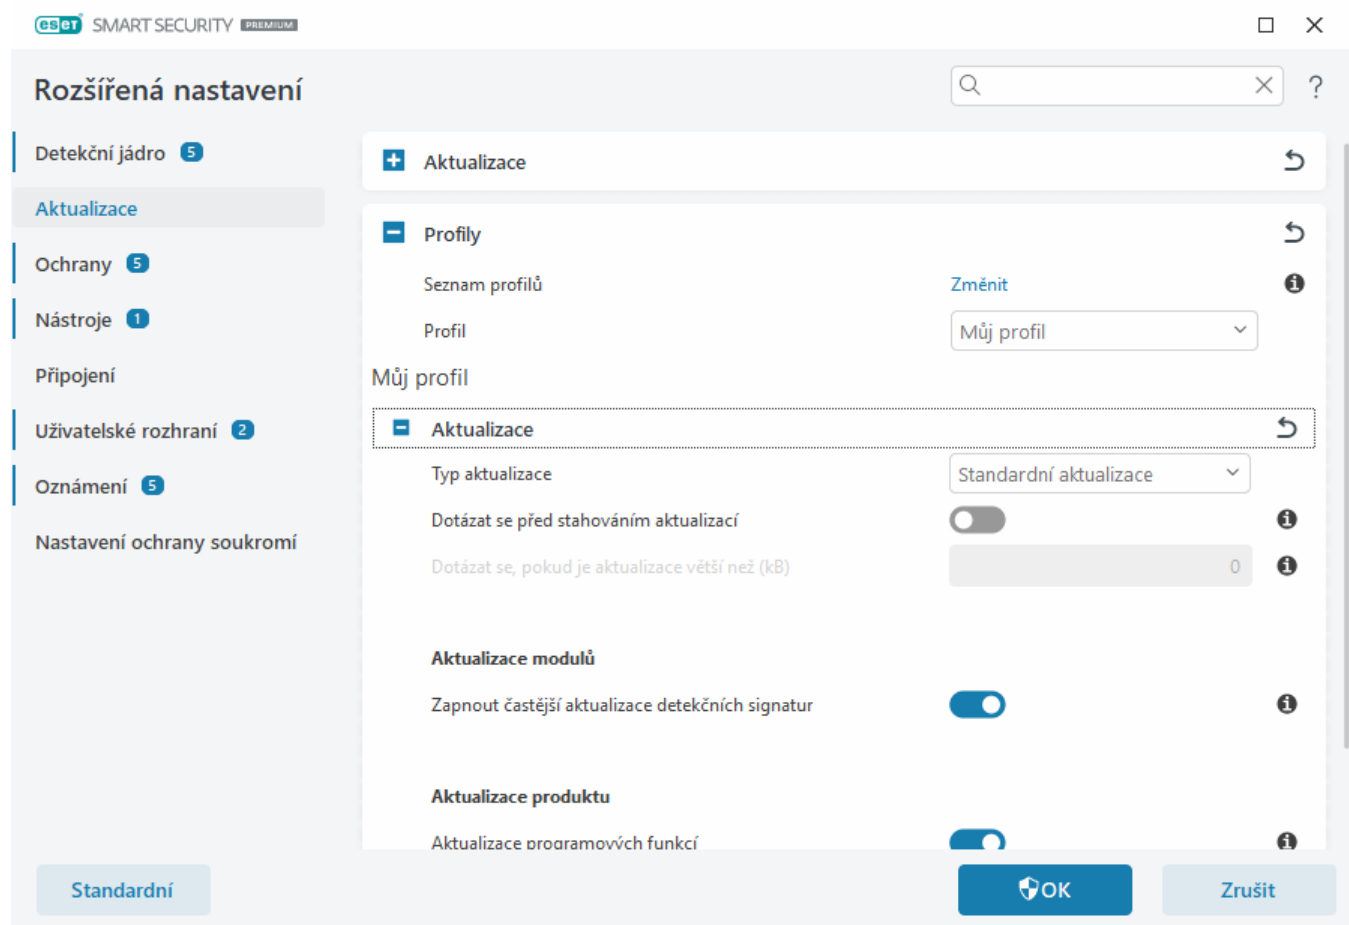 eset SMART SECURITY PREMIUM
Rozšířená nastavení
?
Detekční jádro 5
Aktualizace
Ochrany 5
Nástroje 1
Připojení
Uživatelské rozhraní 2
Oznámení 5
Nastavení ochrany soukromí
Aktualizace
Profily
Seznam profilů Změnit
Profil Můj profil
Můj profil
Aktualizace
Typ aktualizace Standardní aktualizace
Dotázat se před stahováním aktualizací
Dotázat se, pokud je aktualizace větší než (kB) 0
Aktualizace modulů
Zapnout častější aktualizace detekčních signatur
Aktualizace produktu
Aktualizace programových funkcí
Standardní OK Zrušit